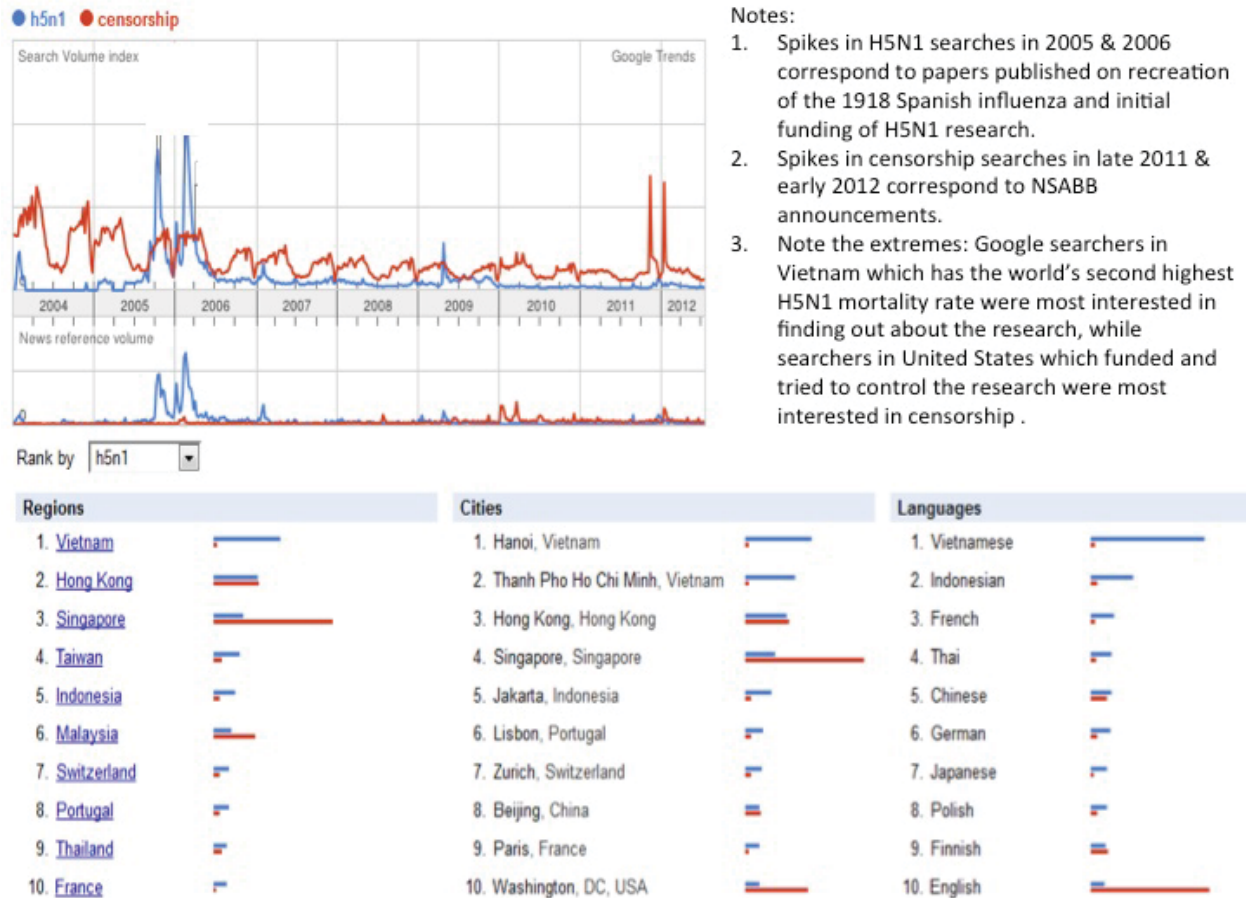 h5n1 censorship
Search Volume index
Google Trends
0
2004 2005 2006 2007 2008 2009 2010 2011 2012
News reference volume
0
Notes:
1. Spikes in H5N1 searches in 2005 & 2006
correspond to papers published on recreation
of the 1918 Spanish influenza and initial
funding of H5N1 research.
2. Spikes in censorship searches in late 2011 &
early 2012 correspond to NSABB
announcements.
3. Note the extremes: Google searchers in
Vietnam which has the world's second highest
H5N1 mortality rate were most interested in
finding out about the research, while
searchers in United States which funded and
tried to control the research were most
interested in censorship .
Rank by h5n1
Regions
1. Vietnam
2. Hong Kong
3. Singapore
4. Taiwan
5. Indonesia
6. Malaysia
7. Switzerland
8. Portugal
9. Thailand
10. France
Cities
1. Hanoi, Vietnam
2. Thanh Pho Ho Chi Minh, Vietnam
3. Hong Kong, Hong Kong
4. Singapore, Singapore
5. Jakarta, Indonesia
6. Lisbon, Portugal
7. Zurich, Switzerland
8. Beijing, China
9. Paris, France
10. Washington, DC, USA
Languages
1. Vietnamese
2. Indonesian
3. French
4. Thai
5. Chinese
6. German
7. Japanese
8. Polish
9. Finnish
10. English